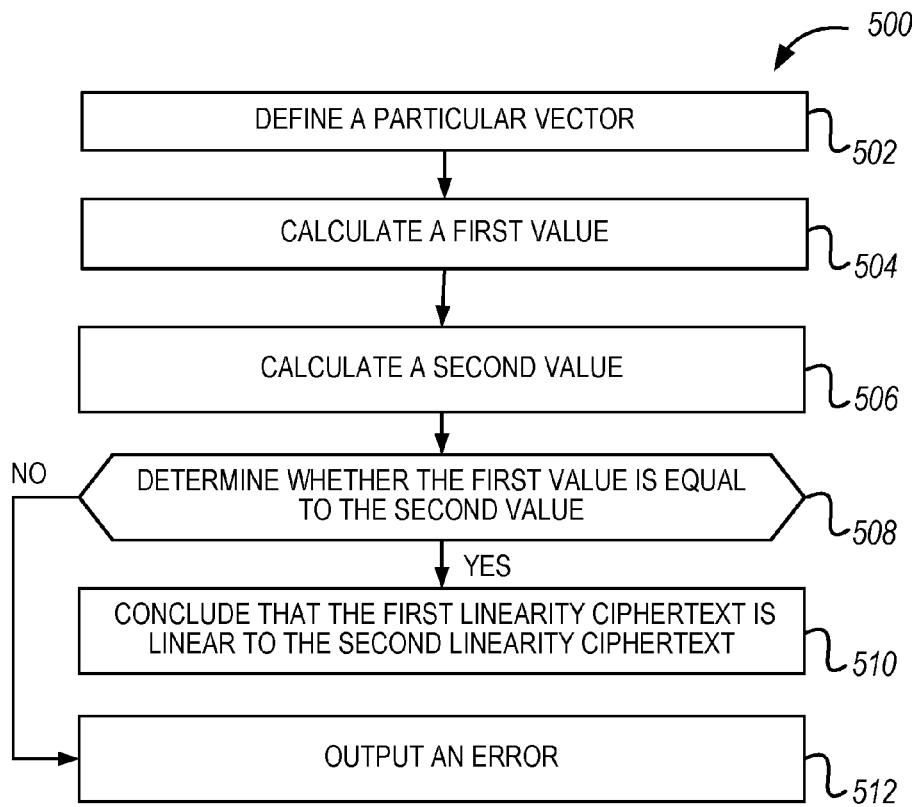 500
DEFINE A PARTICULAR VECTOR
502
CALCULATE A FIRST VALUE
504
CALCULATE A SECOND VALUE
506
NO
DETERMINE WHETHER THE FIRST VALUE IS EQUAL
TO THE SECOND VALUE
508
YES
CONCLUDE THAT THE FIRST LINEARITY CIPHERTEXT IS
LINEAR TO THE SECOND LINEARITY CIPHERTEXT
510
OUTPUT AN ERROR
512